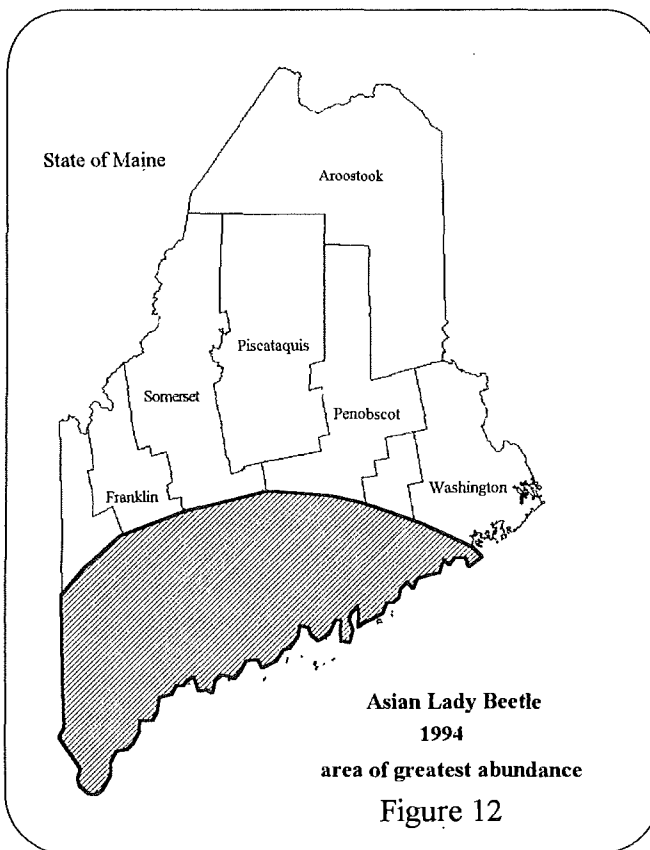 State of Maine
Aroostook
Piscataquis
Somerset
Penobscot
Franklin
Washington
Asian Lady Beetle
1994
area of greatest abundance
Figure 12